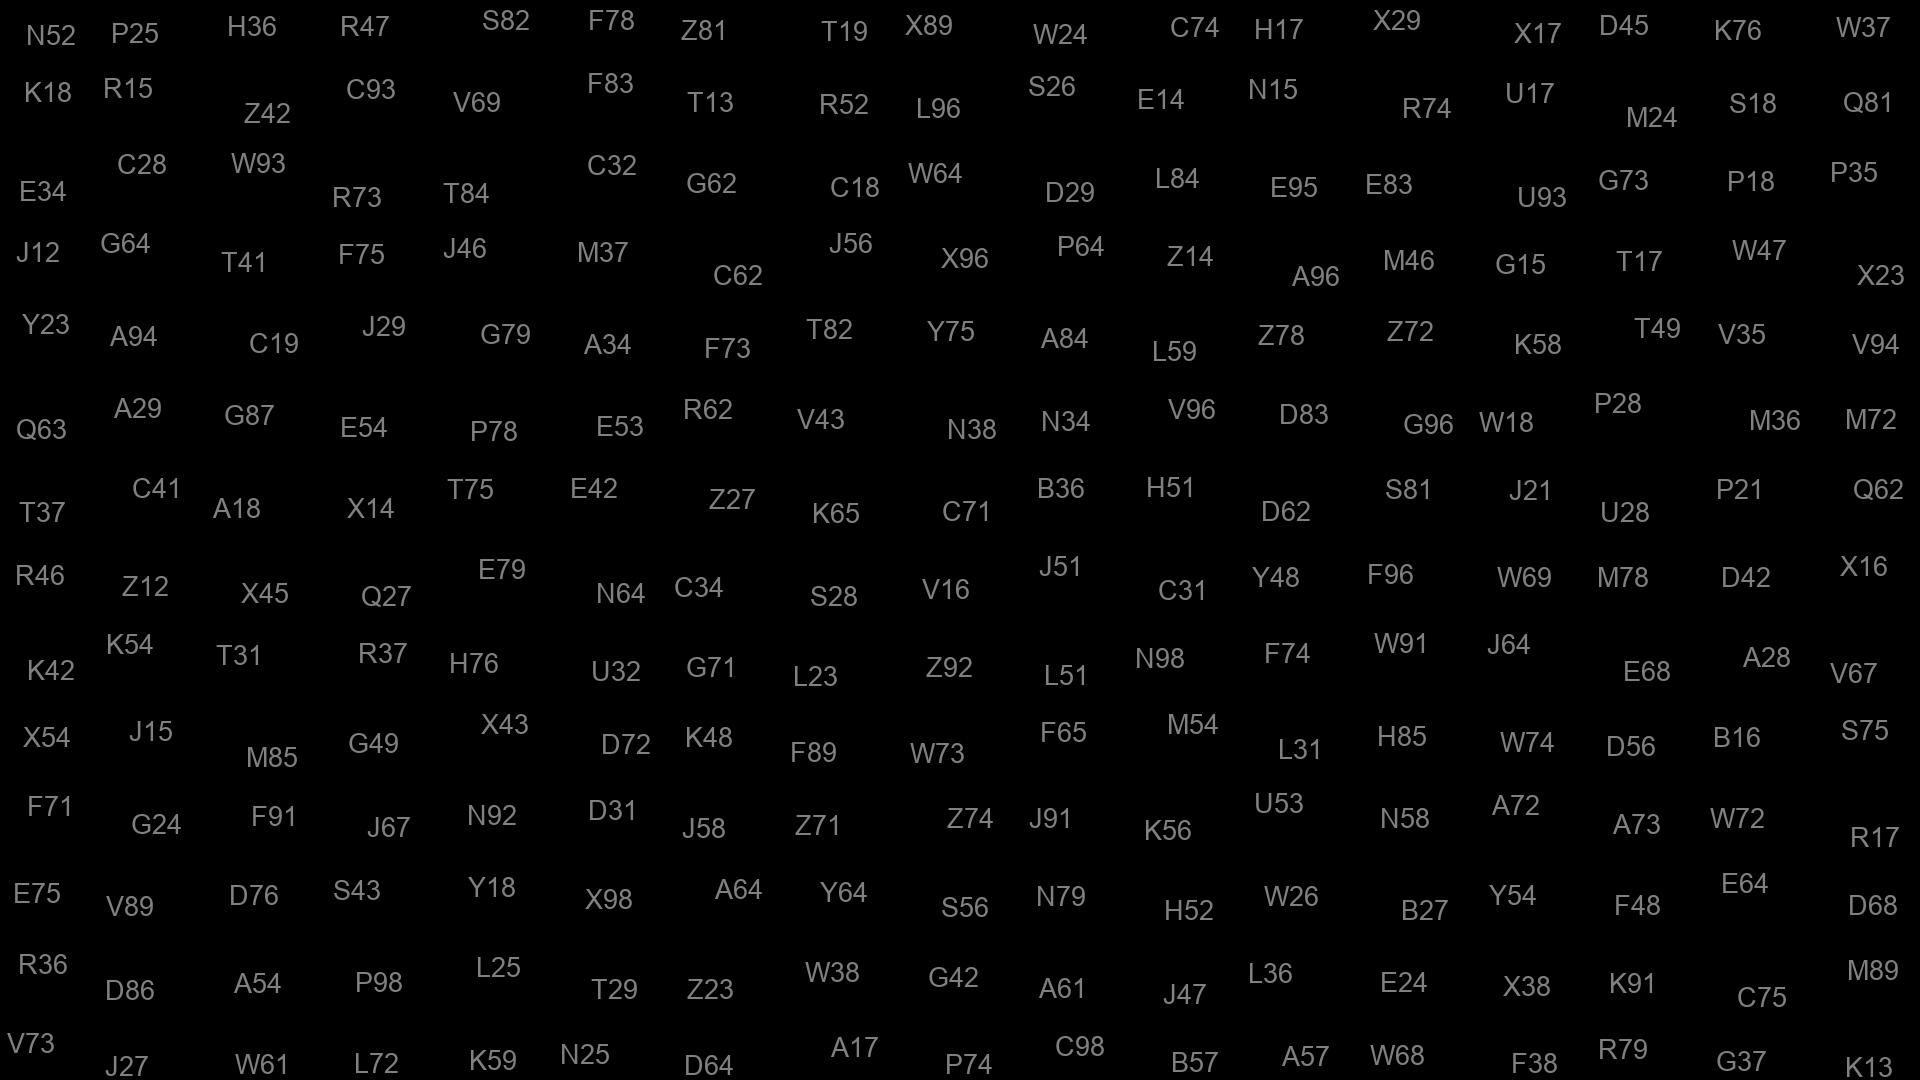 N52 P25 H36 R47 S82 F78 Z81 T19 X89 W24 C74 H17 X29 X17 D45 K76 W37
K18 R15 Z42 C93 V69 F83 T13 R52 L96 S26 E14 N15 R74 U17 M24 S18 Q81
E34 C28 W93 R73 T84 C32 G62 C18 W64 D29 L84 E95 E83 U93 G73 P18 P35
J12 G64 T41 F75 J46 M37 C62 J56 X96 P64 Z14 A96 M46 G15 T17 W47 X23
Y23 A94 C19 J29 G79 A34 F73 T82 Y75 A84 L59 Z78 Z72 K58 T49 V35 V94
Q63 A29 G87 E54 P78 E53 R62 V43 N38 N34 V96 D83 G96 W18 P28 M36 M72
T37 C41 A18 X14 T75 E42 Z27 K65 C71 B36 H51 D62 S81 J21 U28 P21 Q62
R46 Z12 X45 Q27 E79 N64 C34 S28 V16 J51 C31 Y48 F96 W69 M78 D42 X16
K42 K54 T31 R37 H76 U32 G71 L23 Z92 L51 N98 F74 W91 J64 E68 A28 V67
X54 J15 M85 G49 X43 D72 K48 F89 W73 F65 M54 L31 H85 W74 D56 B16 S75
F71 G24 F91 J67 N92 D31 J58 Z71 Z74 J91 K56 U53 N58 A72 A73 W72 R17
E75 V89 D76 S43 Y18 X98 A64 Y64 S56 N79 H52 W26 B27 Y54 F48 E64 D68
R36 D86 A54 P98 L25 T29 Z23 W38 G42 A61 J47 L36 E24 X38 K91 C75 M89
V73 J27 W61 L72 K59 N25 D64 A17 P74 C98 B57 A57 W68 F38 R79 G37 K13